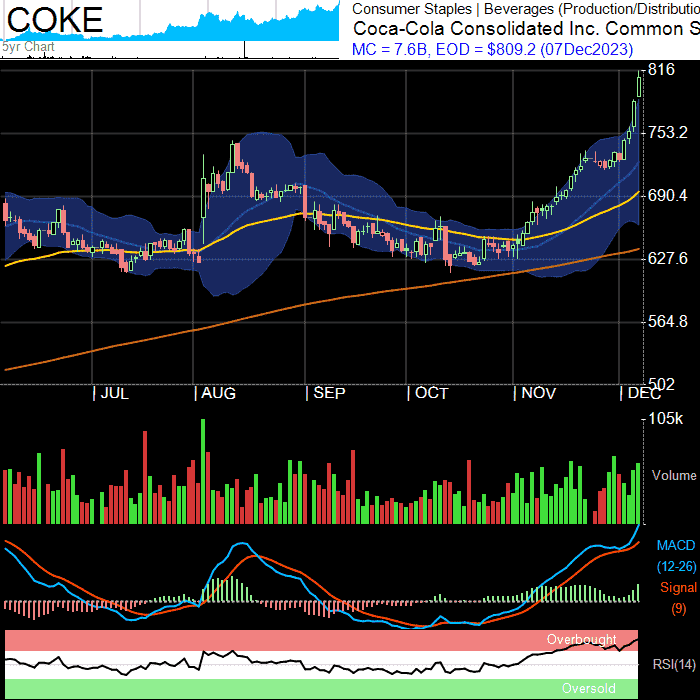 COKE
5yr Chart
Consumer Staples | Beverages (Production/Distributio
Coca-Cola Consolidated Inc. Common S
MC = 7.6B, EOD = $809.2 (07Dec2023)
816
753.2
690.4
627.6
564.8
502
| JUL | AUG | SEP | OCT | NOV | DEC
105k
Volume
MACD
(12-26)
Signal
(9)
Overbought
RSI(14)
Oversold